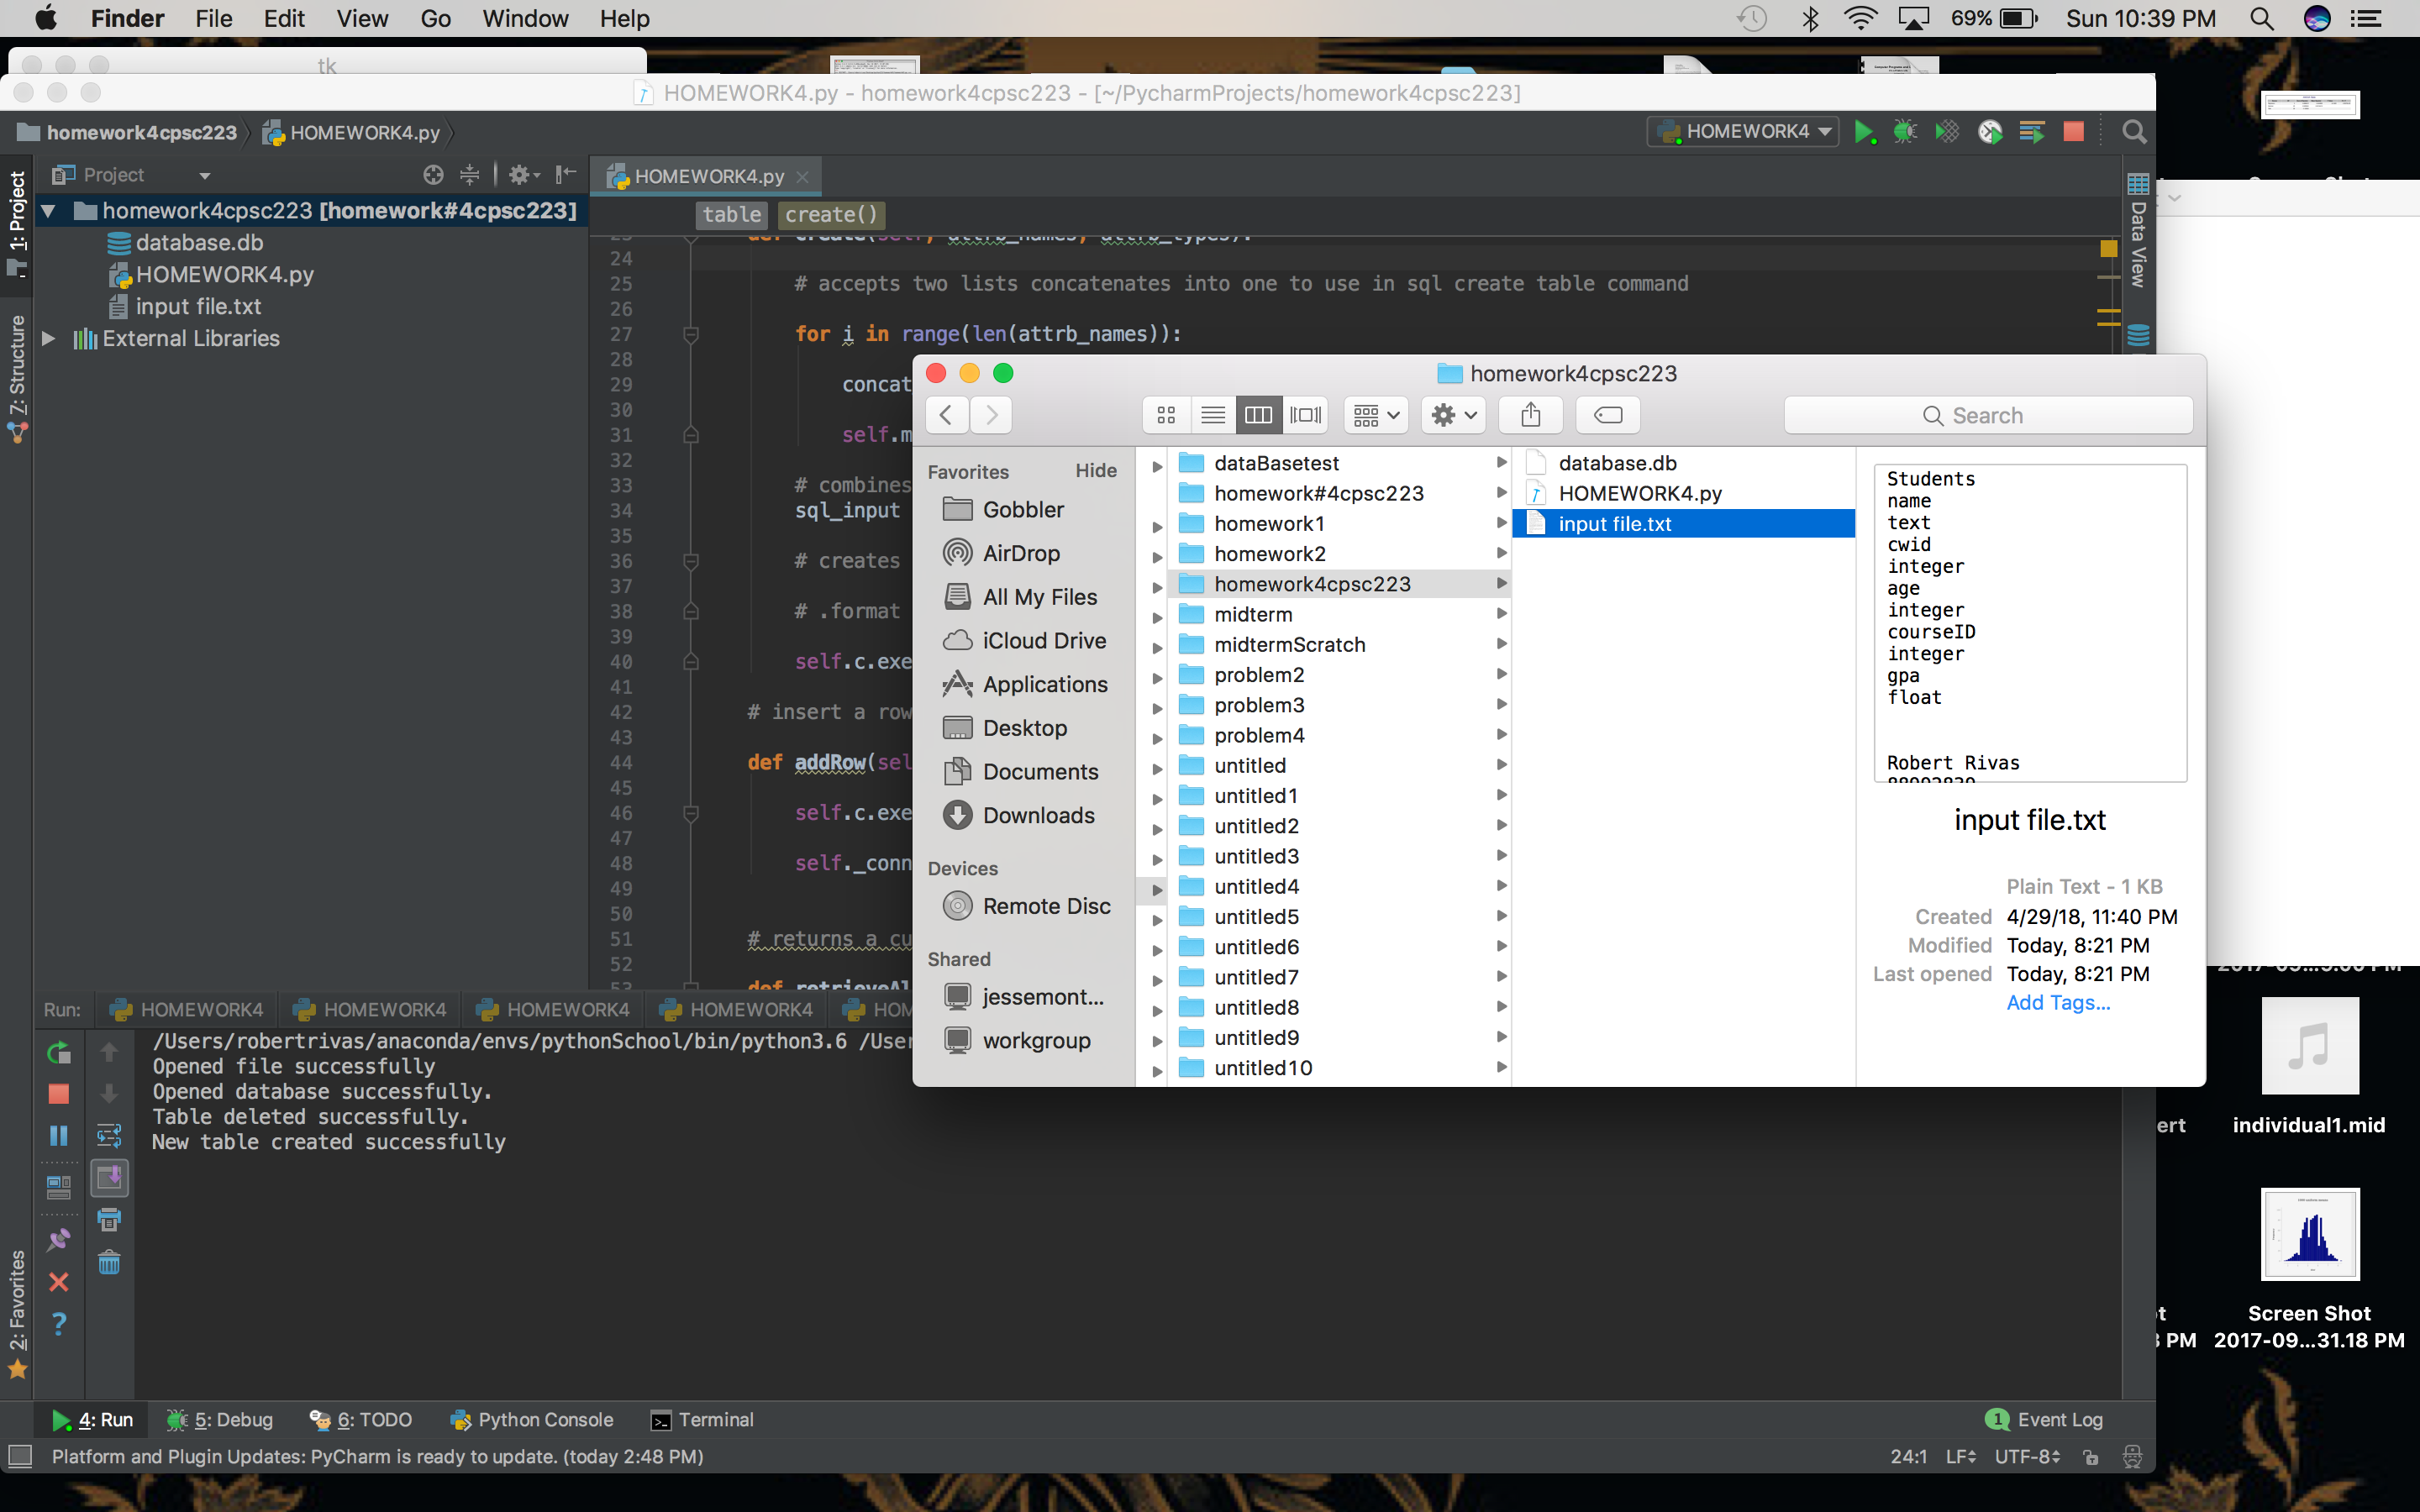 Finder File Edit View Go Window Help 69% Sun 10:39 PM
tk
HOMEWORK4.py - homework4cpsc223 - [~/PycharmProjects/homework4cpsc223]
homework4cpsc223 HOMEWORK4.py HOMEWORK4
Project HOMEWORK4.py
1: Project
7: Structure
2: Favorites
Data View
homework4cpsc223 [homework#4cpsc223]
database.db
HOMEWORK4.py
input file.txt
External Libraries
table create()
23 def create(self, attrb_names, attrb_types):
24
25 # accepts two lists concatenates into one to use in sql create table command
26
27 for i in range(len(attrb_names)):
28
29 concat
30
31 self.m
32
33 # combines
34 sql_input
35
36 # creates
37
38 # .format
39
40 self.c.exe
41
42 # insert a row
43
44 def addRow(sel
45
46 self.c.exe
47
48 self._conn
49
50
51 # returns a cu
52
53 def retrieveAl
homework4cpsc223
Search
Favorites Hide
Gobbler
AirDrop
All My Files
iCloud Drive
Applications
Desktop
Documents
Downloads
Devices
Remote Disc
Shared
jessemont...
workgroup
dataBasetest
homework#4cpsc223
homework1
homework2
homework4cpsc223
midterm
midtermScratch
problem2
problem3
problem4
untitled
untitled1
untitled2
untitled3
untitled4
untitled5
untitled6
untitled7
untitled8
untitled9
untitled10
database.db
HOMEWORK4.py
input file.txt
Students
name
text
cwid
integer
age
integer
courseID
integer
gpa
float
Robert Rivas
input file.txt
Plain Text - 1 KB
Created 4/29/18, 11:40 PM
Modified Today, 8:21 PM
Last opened Today, 8:21 PM
Add Tags...
Run: HOMEWORK4 HOMEWORK4 HOMEWORK4 HOMEWORK4 HOM
/Users/robertrivas/anaconda/envs/pythonSchool/bin/python3.6 /User
Opened file successfully
Opened database successfully.
Table deleted successfully.
New table created successfully
4: Run 5: Debug 6: TODO Python Console Terminal 1 Event Log
Platform and Plugin Updates: PyCharm is ready to update. (today 2:48 PM) 24:1 LF UTF-8
ert individual1.mid
Screen Shot
PM 2017-09...31.18 PM